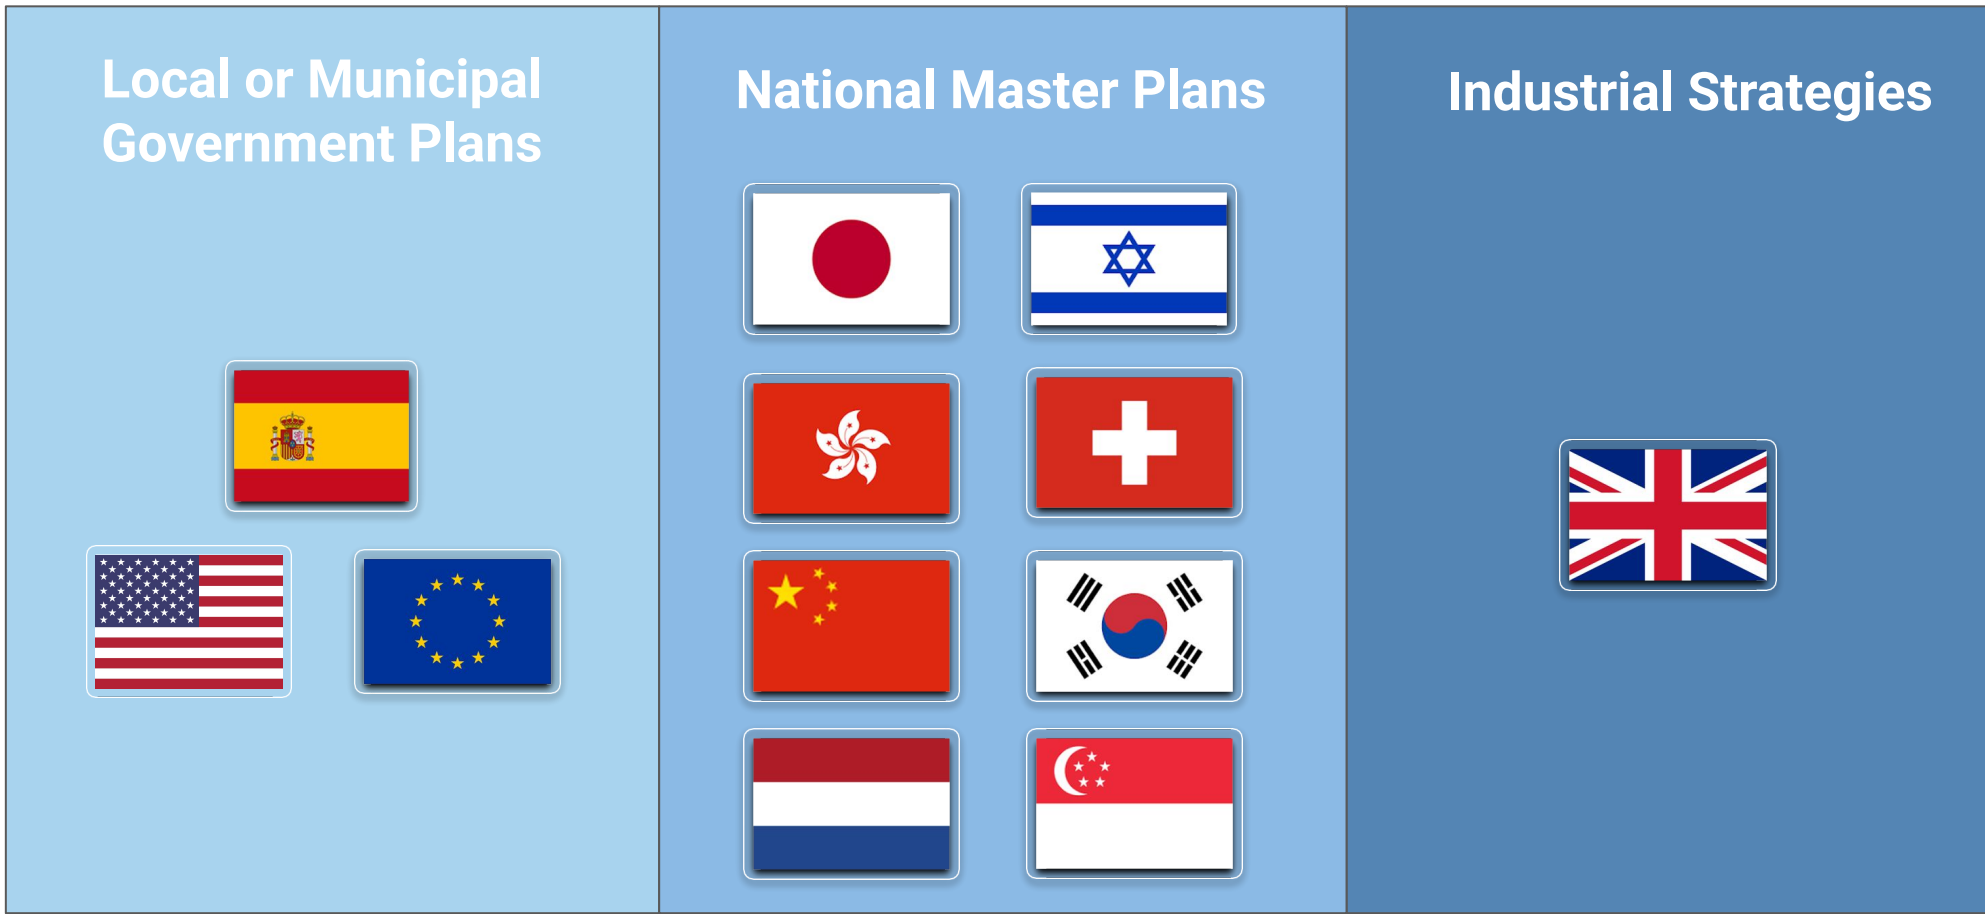 Local or Municipal
Government Plans
National Master Plans
Industrial Strategies